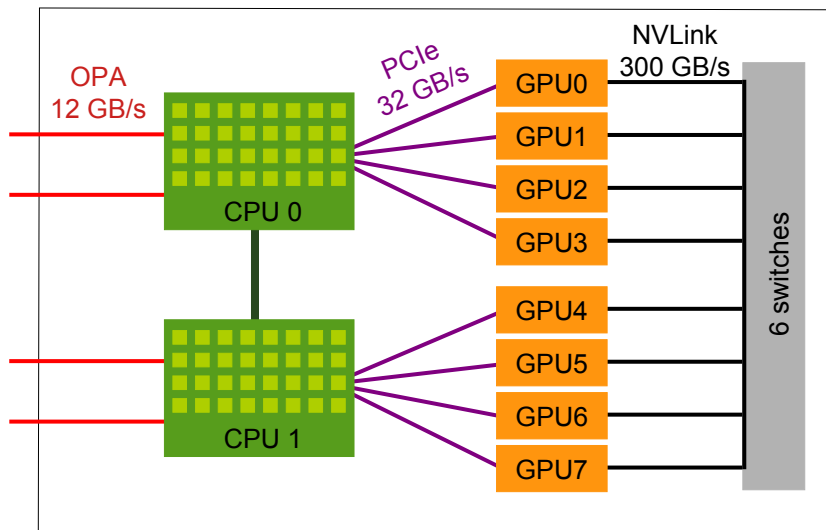 OPA
12 GB/s
PCIe
32 GB/s
NVLink
300 GB/s
CPU 0
GPU0
GPU1
GPU2
GPU3
6 switches
CPU 1
GPU4
GPU5
GPU6
GPU7